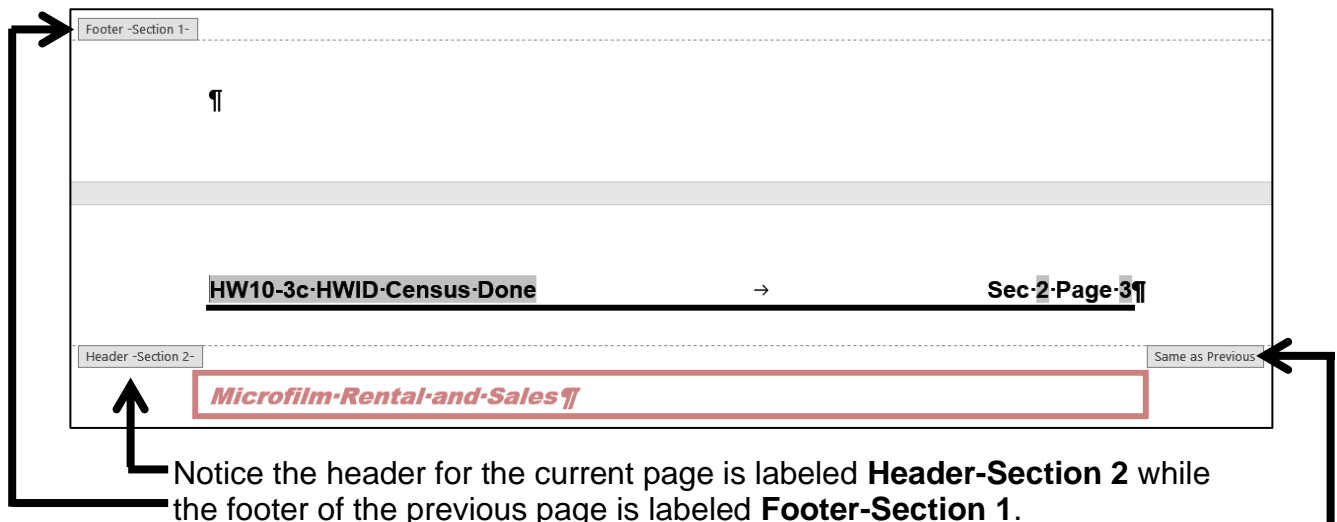 Footer -Section 1-
¶
HW10-3c·HWID·Census·Done → Sec·2·Page·3¶
Header -Section 2- Same as Previous
Microfilm·Rental·and·Sales¶
Notice the header for the current page is labeled Header-Section 2 while
the footer of the previous page is labeled Footer-Section 1.